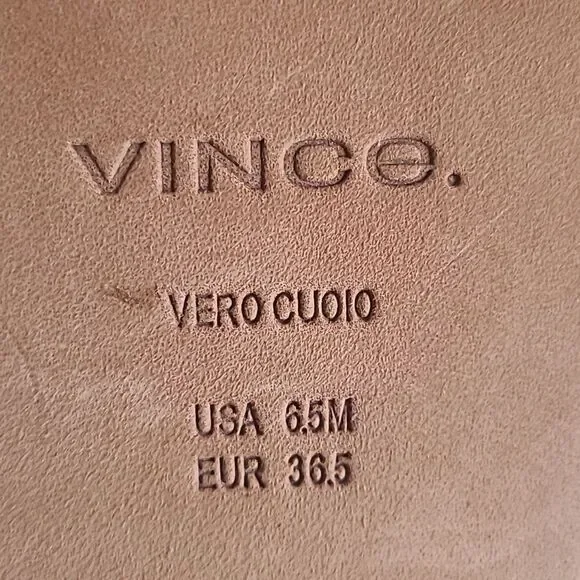 VINCe.
VERO CUOIO
USA 6.5M
EUR 36.5